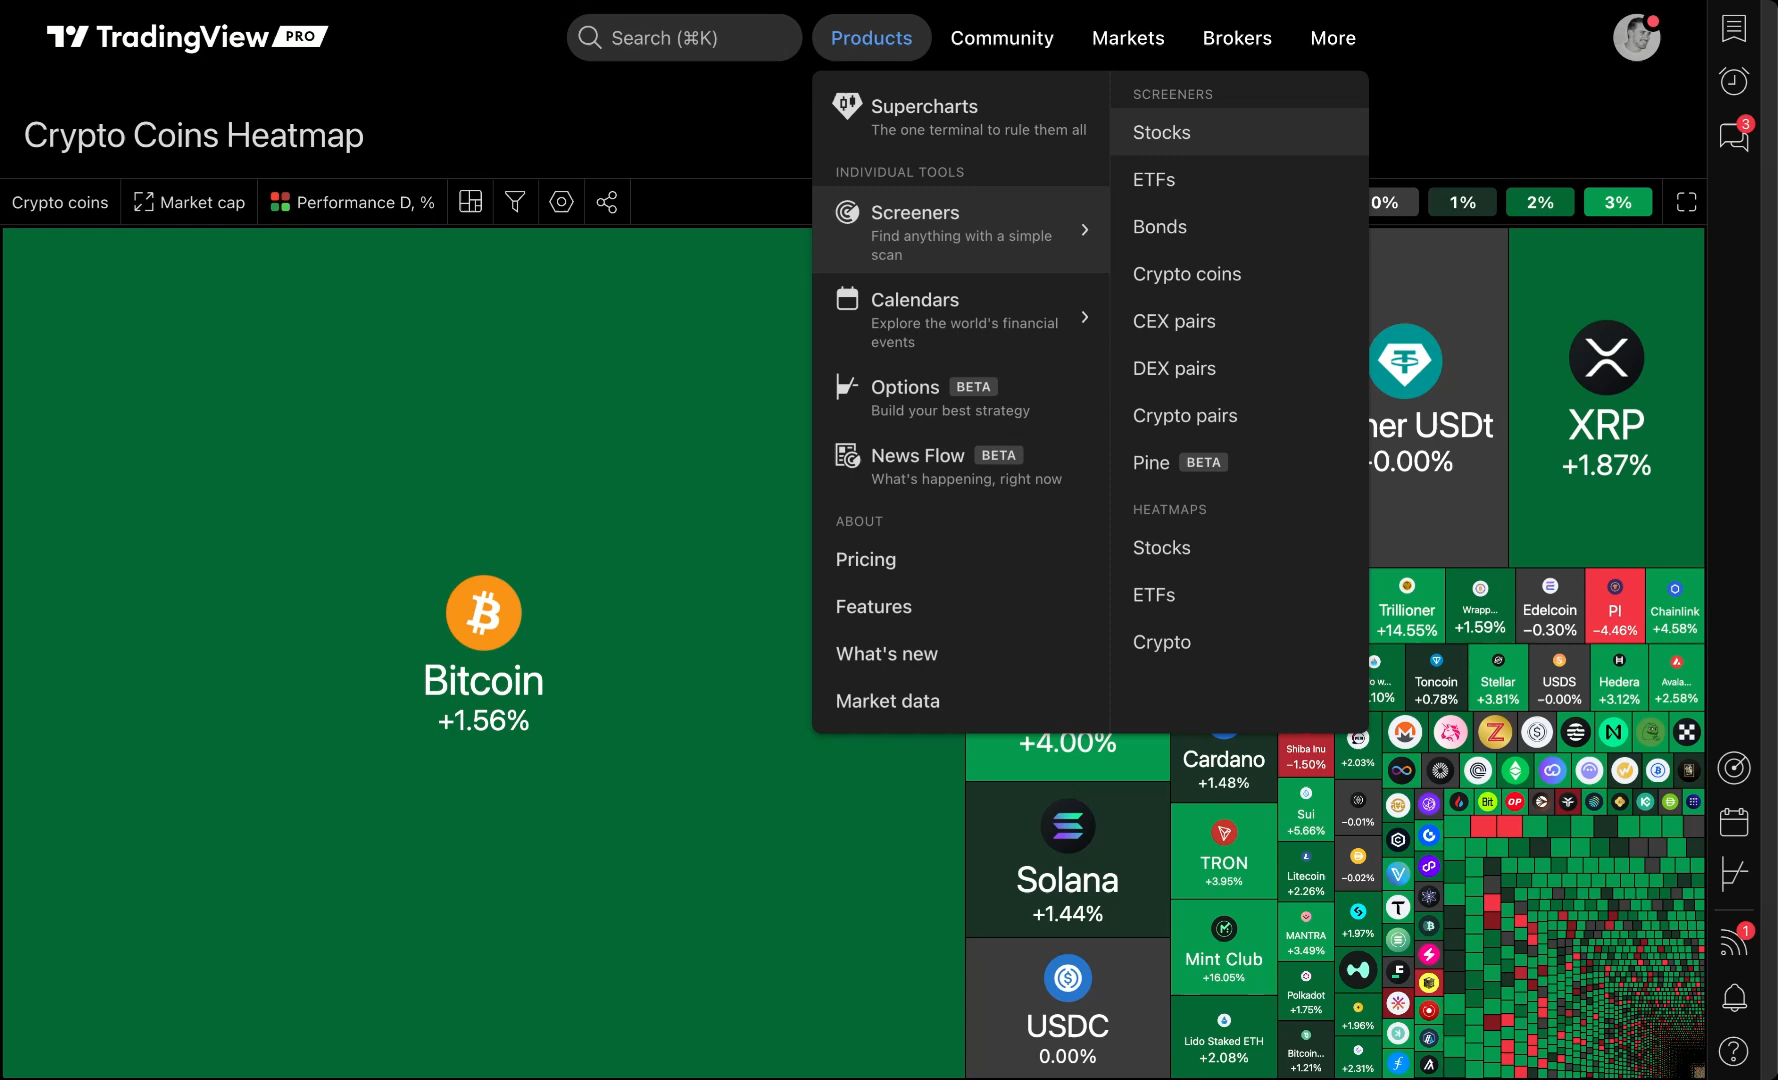 TradingView PRO
Search (⌘K)
Products
Community
Markets
Brokers
More
3
Crypto Coins Heatmap
Crypto coins
Market cap
Performance D, %
0%
1%
2%
3%
Supercharts
The one terminal to rule them all
INDIVIDUAL TOOLS
Screeners
Find anything with a simple
scan
Calendars
Explore the world's financial
events
Options BETA
Build your best strategy
News Flow BETA
What's happening, right now
ABOUT
Pricing
Features
What's new
Market data
SCREENERS
Stocks
ETFs
Bonds
Crypto coins
CEX pairs
DEX pairs
Crypto pairs
Pine BETA
HEATMAPS
Stocks
ETFs
Crypto
Bitcoin
+1.56%
her USDt
-0.00%
XRP
+1.87%
Trillioner
+14.55%
Wrapp...
+1.59%
Edelcoin
−0.30%
PI
−4.46%
Chainlink
+4.58%
o w...
.10%
Toncoin
+0.78%
Stellar
+3.81%
USDS
−0.00%
Hedera
+3.12%
Avala...
+2.58%
+4.00%
Solana
+1.44%
USDC
0.00%
Cardano
+1.48%
TRON
+3.95%
Mint Club
+16.05%
Lido Staked ETH
+2.08%
Shiba Inu
−1.50%
Sui
+5.66%
Litecoin
+2.26%
MANTRA
+3.49%
Polkadot
+1.75%
Bitcoin...
+1.21%
+2.03%
−0.01%
−0.02%
+1.97%
+1.96%
+2.31%
Bit
OP
1